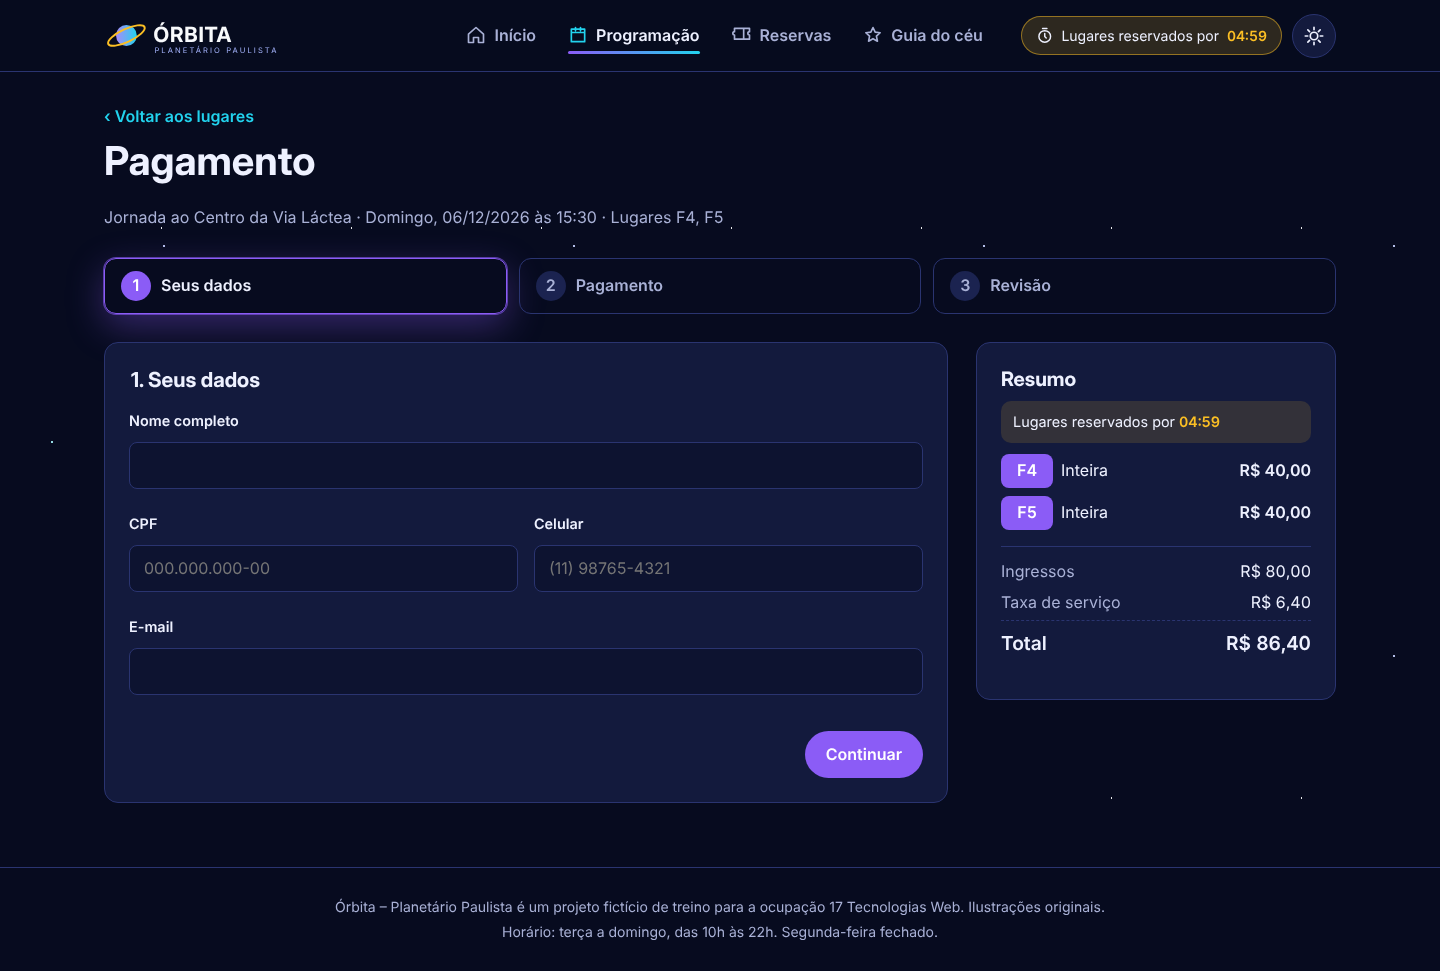 ÓRBITA
PLANETÁRIO PAULISTA
Início
Programação
Reservas
Guia do céu
Lugares reservados por 04:59
‹ Voltar aos lugares
Pagamento
Jornada ao Centro da Via Láctea · Domingo, 06/12/2026 às 15:30 · Lugares F4, F5
1 Seus dados
2 Pagamento
3 Revisão
1. Seus dados
Nome completo
CPF
Celular
000.000.000-00
(11) 98765-4321
E-mail
Continuar
Resumo
Lugares reservados por 04:59
F4 Inteira R$ 40,00
F5 Inteira R$ 40,00
Ingressos R$ 80,00
Taxa de serviço R$ 6,40
Total R$ 86,40
Órbita – Planetário Paulista é um projeto fictício de treino para a ocupação 17 Tecnologias Web. Ilustrações originais.
Horário: terça a domingo, das 10h às 22h. Segunda-feira fechado.